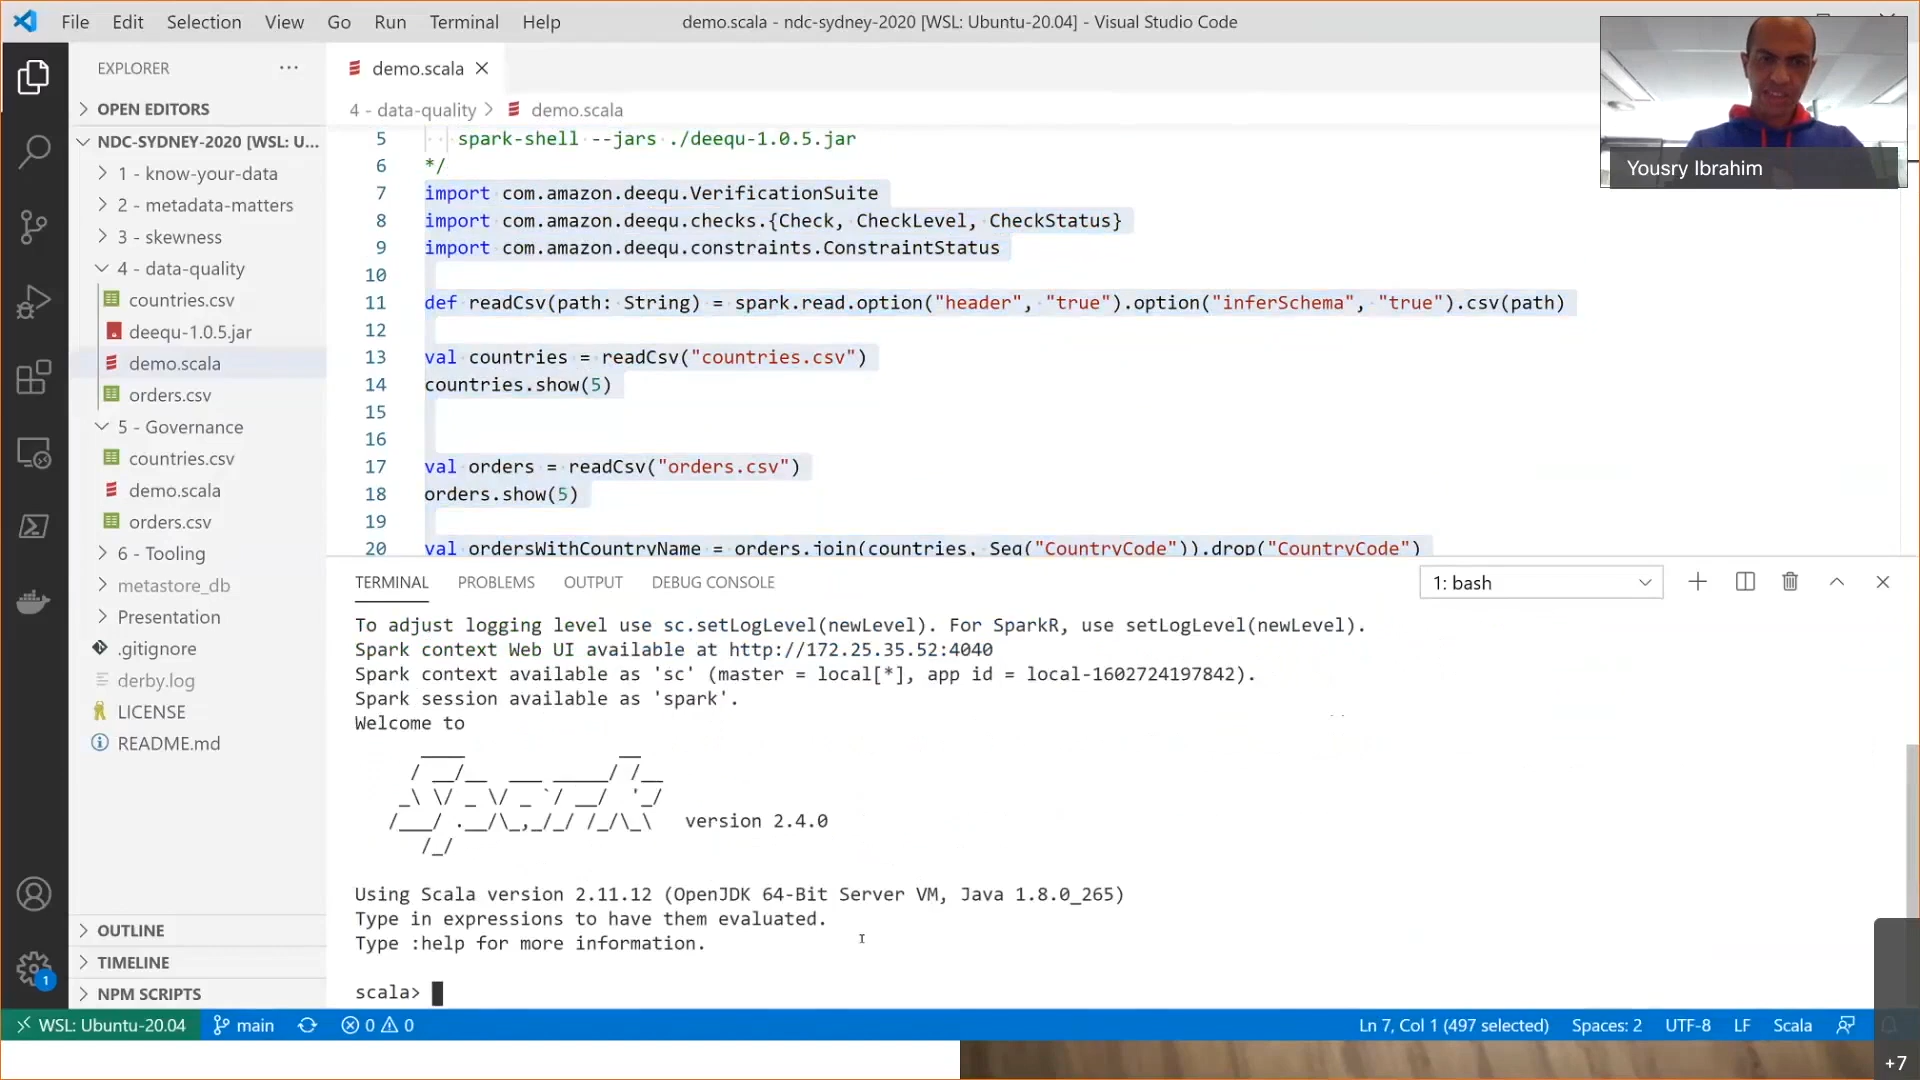 File Edit Selection View Go Run Terminal Help
demo.scala - ndc-sydney-2020 [WSL: Ubuntu-20.04] - Visual Studio Code
Yousry Ibrahim
EXPLORER
OPEN EDITORS
NDC-SYDNEY-2020 [WSL: U...
1 - know-your-data
2 - metadata-matters
3 - skewness
4 - data-quality
countries.csv
deequ-1.0.5.jar
demo.scala
orders.csv
5 - Governance
countries.csv
demo.scala
orders.csv
6 - Tooling
metastore_db
Presentation
.gitignore
derby.log
LICENSE
README.md
OUTLINE
TIMELINE
NPM SCRIPTS
demo.scala
4 - data-quality > demo.scala
5 spark-shell --jars ./deequ-1.0.5.jar
6 */
7 import com.amazon.deequ.VerificationSuite
8 import com.amazon.deequ.checks.{Check, CheckLevel, CheckStatus}
9 import com.amazon.deequ.constraints.ConstraintStatus
10
11 def readCsv(path: String) = spark.read.option("header", "true").option("inferSchema", "true").csv(path)
12
13 val countries = readCsv("countries.csv")
14 countries.show(5)
15
16
17 val orders = readCsv("orders.csv")
18 orders.show(5)
19
20 val ordersWithCountryName = orders.join(countries, Seq("CountryCode")).drop("CountryCode")
TERMINAL PROBLEMS OUTPUT DEBUG CONSOLE
1: bash
To adjust logging level use sc.setLogLevel(newLevel). For SparkR, use setLogLevel(newLevel).
Spark context Web UI available at http://172.25.35.52:4040
Spark context available as 'sc' (master = local[*], app id = local-1602724197842).
Spark session available as 'spark'.
Welcome to
Spark version 2.4.0
Using Scala version 2.11.12 (OpenJDK 64-Bit Server VM, Java 1.8.0_265)
Type in expressions to have them evaluated.
Type :help for more information.
scala>
1
WSL: Ubuntu-20.04 main 0 0
Ln 7, Col 1 (497 selected) Spaces: 2 UTF-8 LF Scala
+7